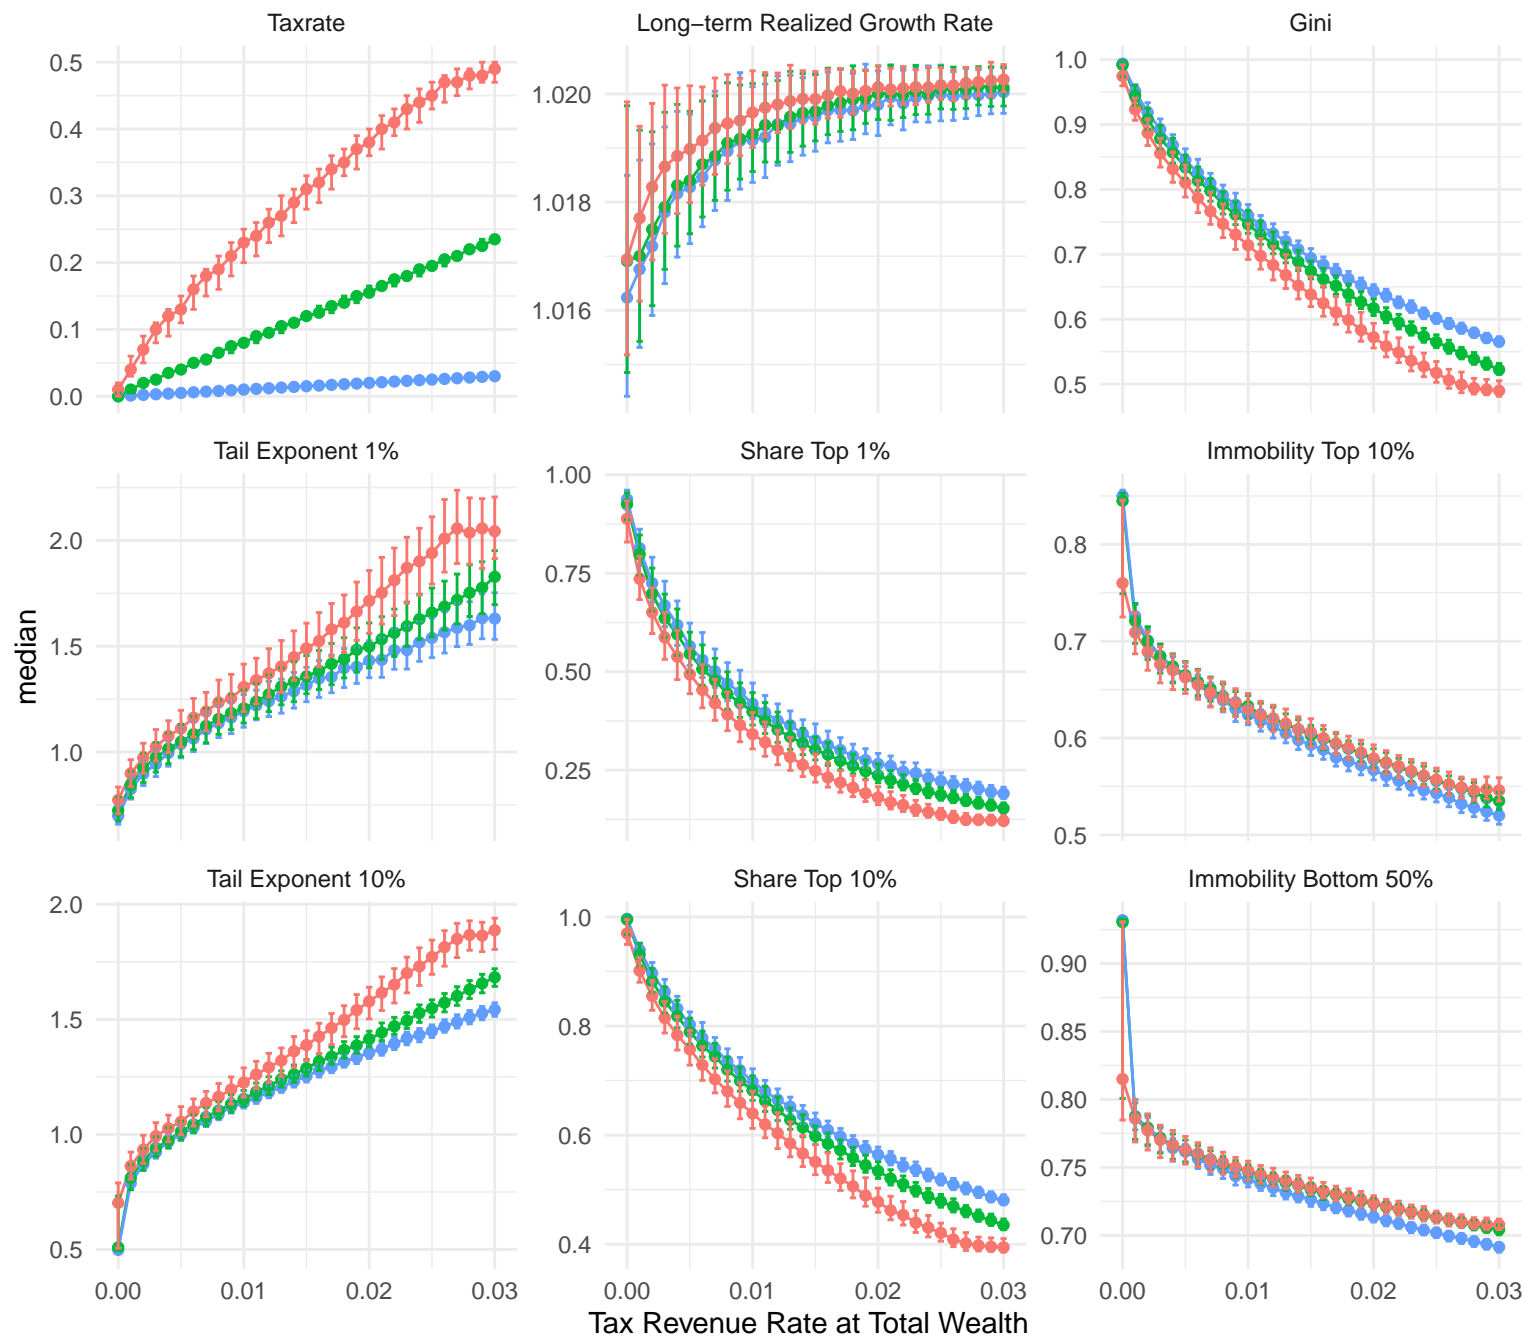 Taxrate
Long−term Realized Growth Rate
Gini
0.5
0.4
0.3
0.2
0.1
0.0
1.020
1.018
1.016
1.0
0.9
0.8
0.7
0.6
0.5
Tail Exponent 1%
Share Top 1%
Immobility Top 10%
2.0
1.5
1.0
1.00
0.75
0.50
0.25
0.8
0.7
0.6
0.5
median
Tail Exponent 10%
Share Top 10%
Immobility Bottom 50%
2.0
1.5
1.0
0.5
1.0
0.8
0.6
0.4
0.90
0.85
0.80
0.75
0.70
0.00 0.01 0.02 0.03
0.00 0.01 0.02 0.03
0.00 0.01 0.02 0.03
Tax Revenue Rate at Total Wealth